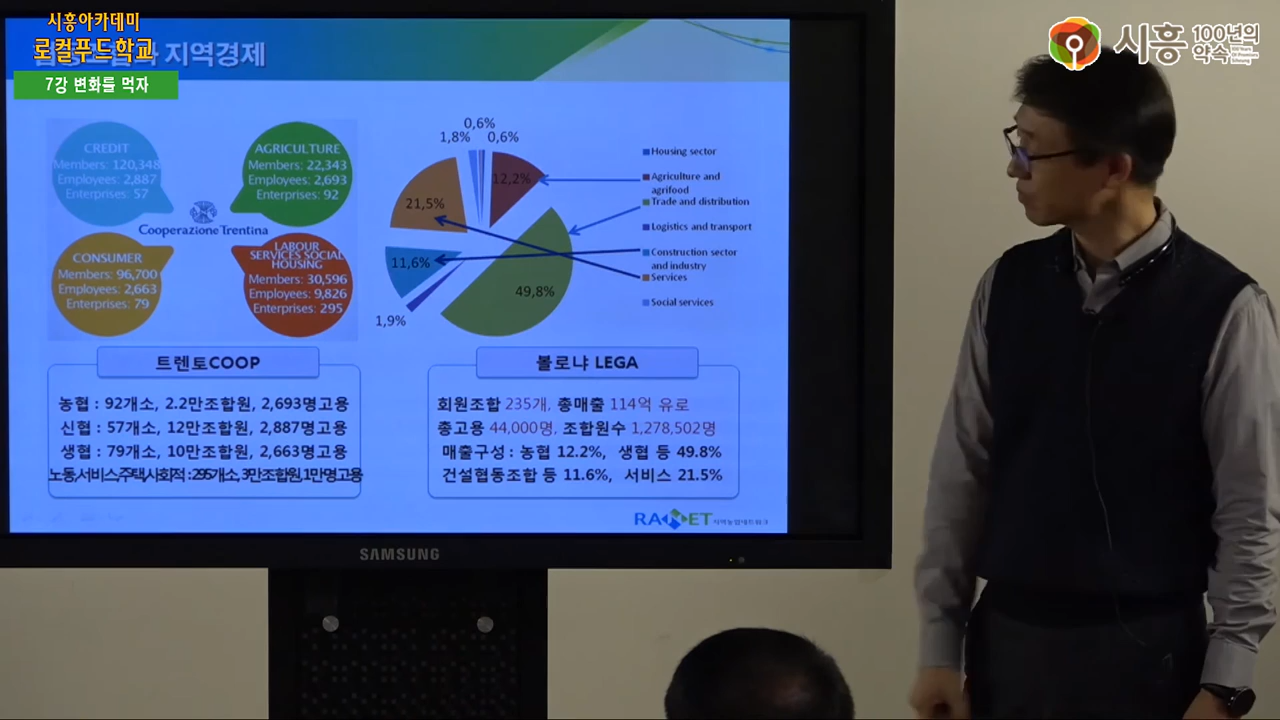 시흥아카데미
로컬푸드학교
7강 변화를 먹자
지역경제
시흥 100년의 약속
CREDIT
Members: 120,348
Employees: 2,887
Enterprises: 57
AGRICULTURE
Members: 22,343
Employees: 2,693
Enterprises: 92
Cooperazione Trentina
CONSUMER
Members: 96,700
Employees: 2,663
Enterprises: 79
LABOUR
SERVICES SOCIAL
HOUSING
Members: 30,596
Employees: 9,826
Enterprises: 295
0,6%
1,8%
0,6%
12,2%
21,5%
11,6%
49,8%
1,9%
Housing sector
Agriculture and
agrifood
Trade and distribution
Logistics and transport
Construction sector
and industry
Services
Social services
트렌토COOP
농협 : 92개소, 2.2만조합원, 2,693명고용
신협 : 57개소, 12만조합원, 2,887명고용
생협 : 79개소, 10만조합원, 2,663명고용
노동,서비스,주택,사회적 : 295개소, 3만조합원, 1만명고용
볼로냐 LEGA
회원조합 235개, 총매출 114억 유로
총고용 44,000명, 조합원수 1,278,502명
매출구성 : 농협 12.2%, 생협 등 49.8%
건설협동조합 등 11.6%, 서비스 21.5%
지역농업네트워크
SAMSUNG